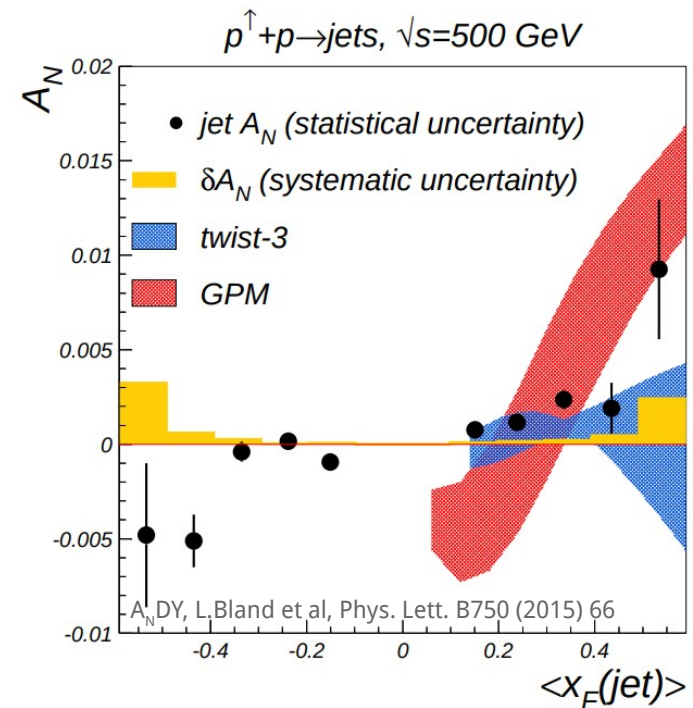 p↑+p→jets, √s=500 GeV
A_N
0.02
jet A_N (statistical uncertainty)
0.015
δA_N (systematic uncertainty)
twist-3
0.01
GPM
0.005
0
-0.005
A_NDY, L.Bland et al, Phys. Lett. B750 (2015) 66
-0.01
-0.4 -0.2 0 0.2 0.4
<x_F(jet)>